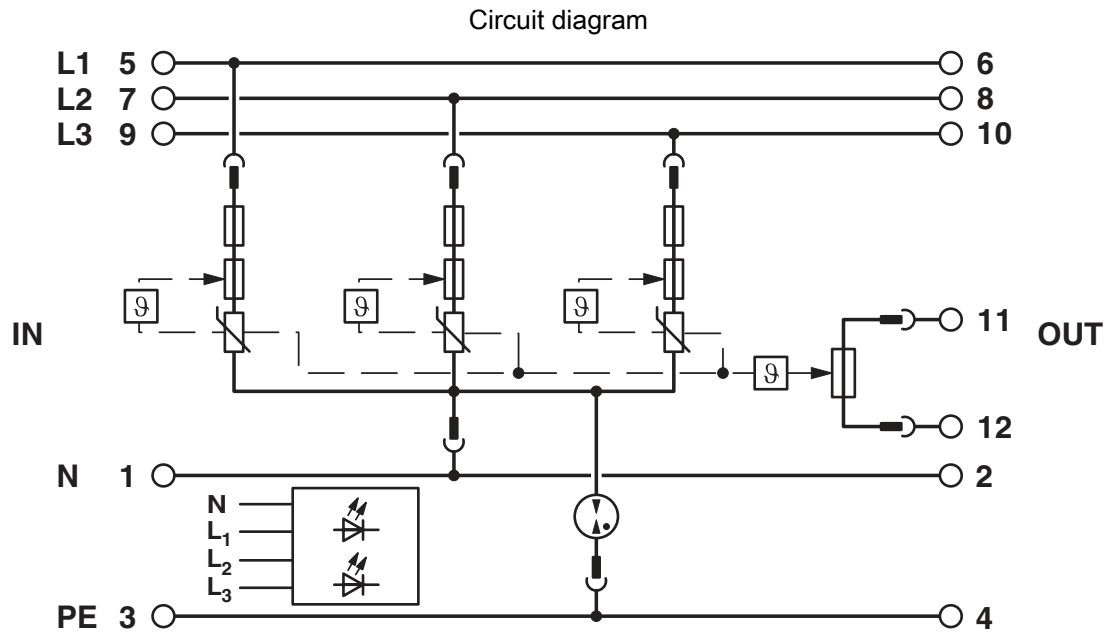 Circuit diagram
L1 5 6
L2 7 8
L3 9 10
ϑ ϑ ϑ
IN
11
OUT
ϑ
12
N 1 2
N
L₁
L₂
L₃
PE 3 4